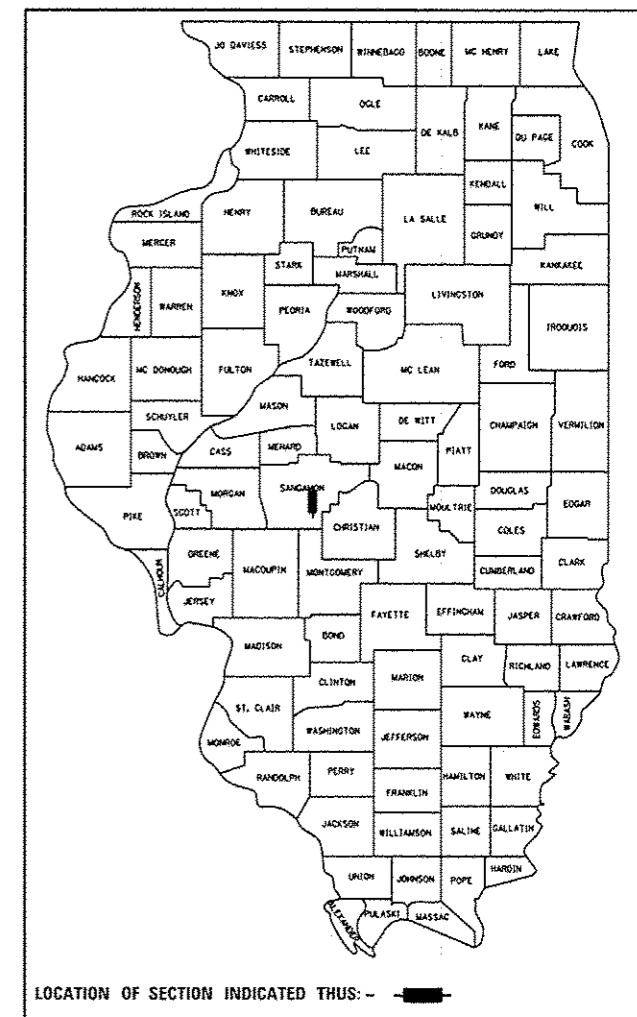 JO DAVIESS STEPHENSON WINNEBAGO BOONE MC HENRY LAKE
CARROLL OGLE DE KALB KANE DU PAGE COOK
WHITESIDE LEE KENDALL WILL
ROCK ISLAND HENRY BUREAU LA SALLE GRUNDY
MERCER PUTNAM KANKAKEE
STARK MARSHALL
HENDERSON WARREN KNOX PEORIA WOODFORD LIVINGSTON IROQUOIS
HANCOCK MC DONOUGH FULTON TAZEWELL MC LEAN FORD
SCHUYLER MASON LOGAN DE WITT CHAMPAIGN VERMILION
ADAMS BROWN CASS MENARD MACON PIATT
PIKE SCOTT MORGAN SANGAMON CHRISTIAN MOULTRIE DOUGLAS EDGAR
COLES
CALHOUN GREENE MACOUPIN MONTGOMERY SHELBY CUMBERLAND CLARK
JERSEY FAYETTE EFFINGHAM JASPER CRAWFORD
MADISON BOND CLAY RICHLAND LAWRENCE
CLINTON MARION
ST. CLAIR WASHINGTON JEFFERSON WAYNE EDWARDS WABASH
MONROE
RANDOLPH PERRY FRANKLIN HAMILTON WHITE
JACKSON WILLIAMSON SALINE GALLATIN
UNION JOHNSON POPE HARDIN
ALEXANDER PULASKI MASSAC
LOCATION OF SECTION INDICATED THUS: -